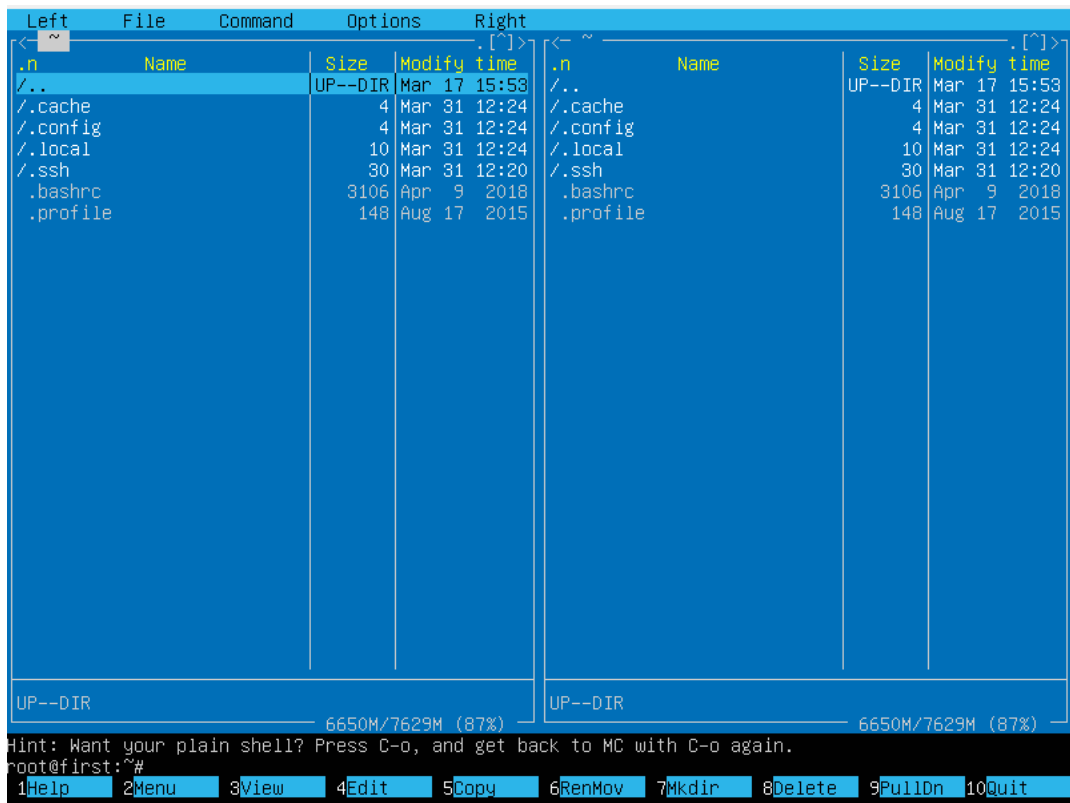 Left File Command Options Right
<─ ~ .[^]>
.n Name Size Modify time
/.. UP--DIR Mar 17 15:53
/.cache 4 Mar 31 12:24
/.config 4 Mar 31 12:24
/.local 10 Mar 31 12:24
/.ssh 30 Mar 31 12:20
.bashrc 3106 Apr 9 2018
.profile 148 Aug 17 2015
UP--DIR
6650M/7629M (87%)
<─ ~ .[^]>
.n Name Size Modify time
/.. UP--DIR Mar 17 15:53
/.cache 4 Mar 31 12:24
/.config 4 Mar 31 12:24
/.local 10 Mar 31 12:24
/.ssh 30 Mar 31 12:20
.bashrc 3106 Apr 9 2018
.profile 148 Aug 17 2015
UP--DIR
6650M/7629M (87%)
Hint: Want your plain shell? Press C-o, and get back to MC with C-o again.
root@first:~#
1Help 2Menu 3View 4Edit 5Copy 6RenMov 7Mkdir 8Delete 9PullDn 10Quit